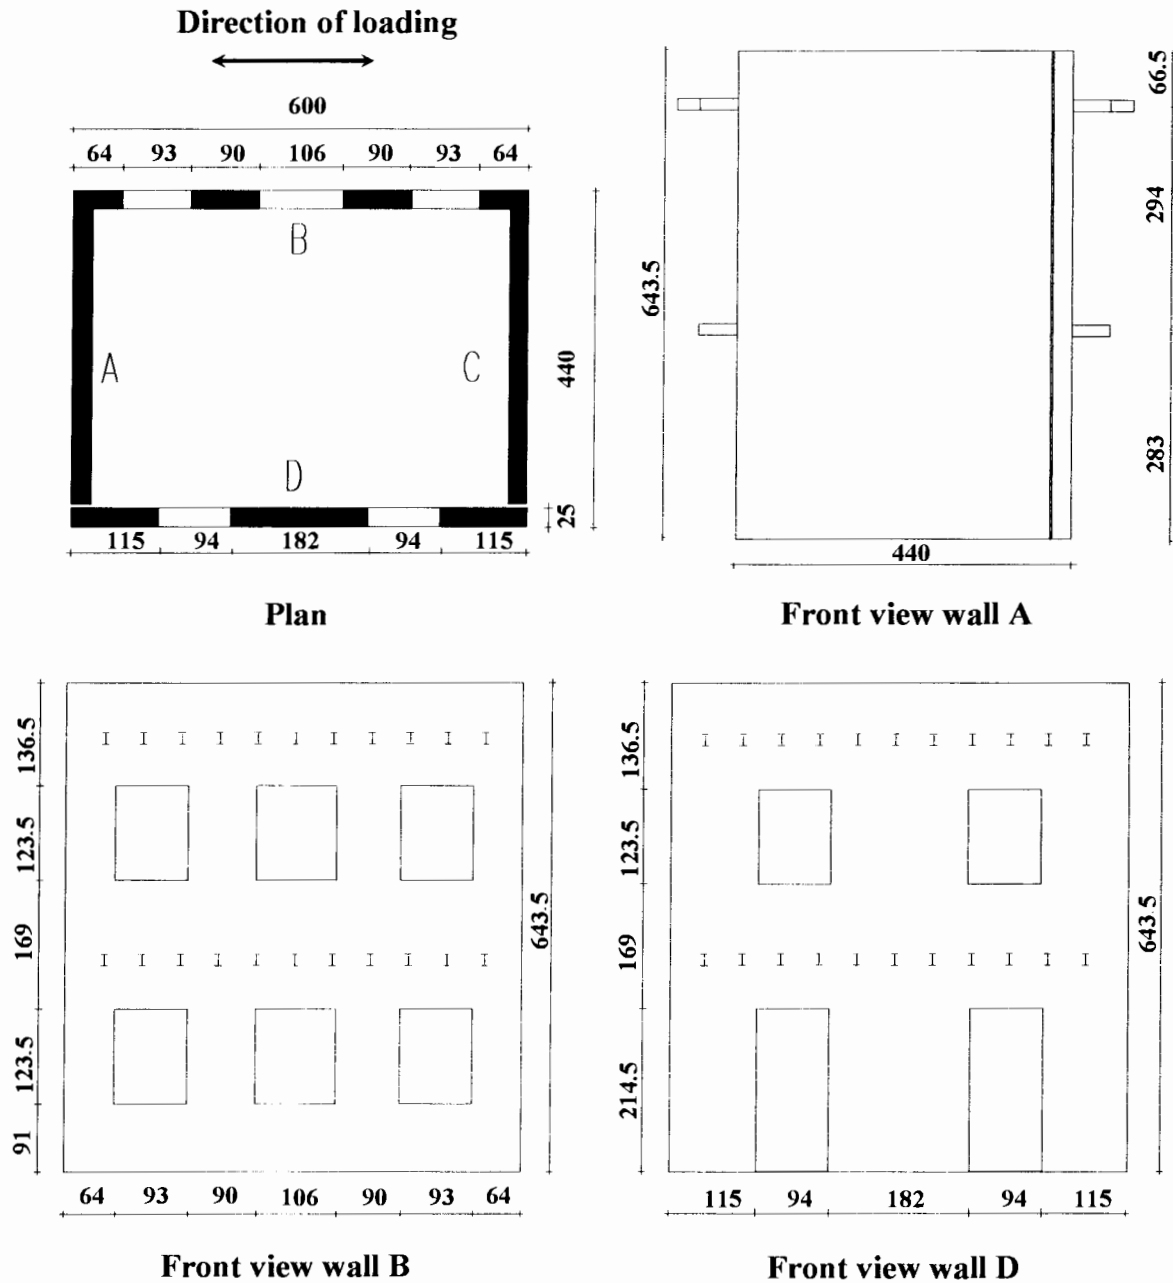 Direction of loading
600
64 93 90 106 90 93 64
B
A C
440
D
25
115 94 182 94 115
Plan
66.5
294
643.5
283
440
Front view wall A
136.5
123.5
169
123.5
91
643.5
64 93 90 106 90 93 64
Front view wall B
136.5
123.5
169
214.5
643.5
115 94 182 94 115
Front view wall D